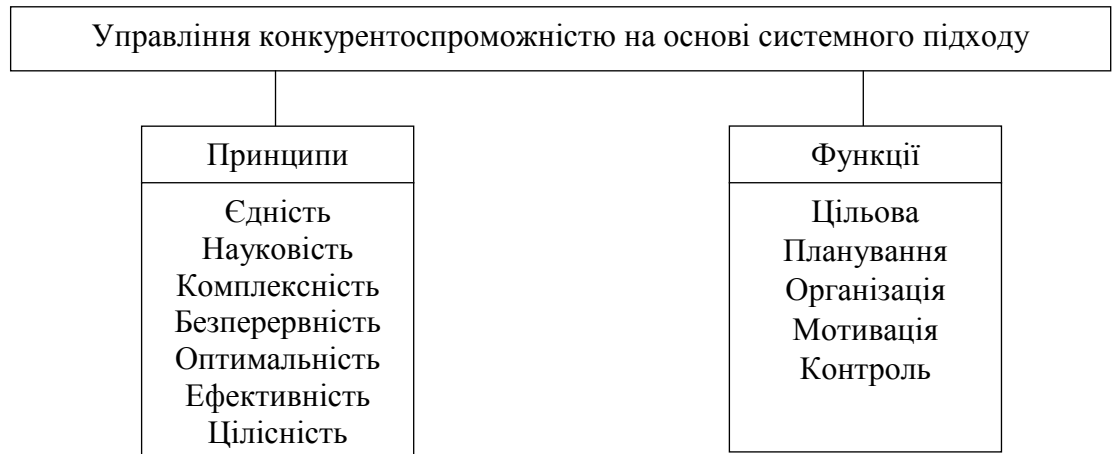 Управління конкурентоспроможністю на основі системного підходу
Принципи
Єдність
Науковість
Комплексність
Безперервність
Оптимальність
Ефективність
Цілісність
Функції
Цільова
Планування
Організація
Мотивація
Контроль